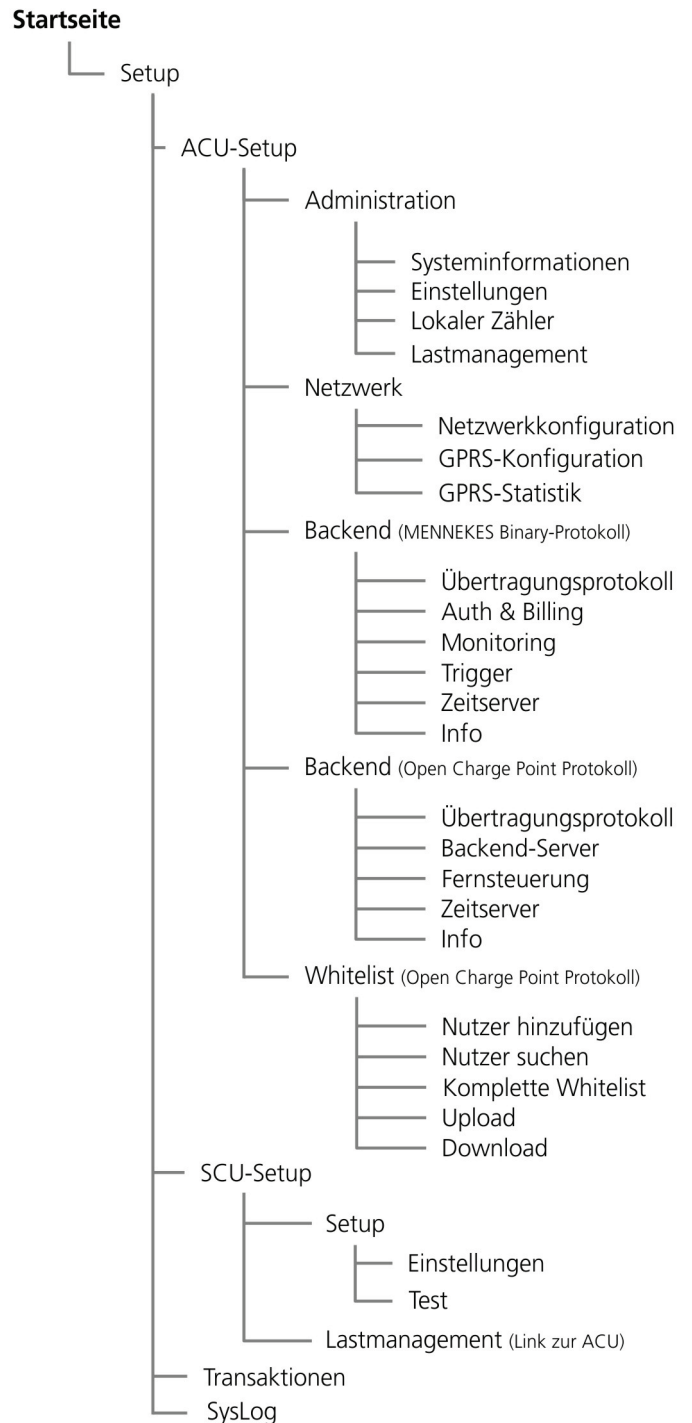 Startseite
Setup
ACU-Setup
Administration
Systeminformationen
Einstellungen
Lokaler Zähler
Lastmanagement
Netzwerk
Netzwerkkonfiguration
GPRS-Konfiguration
GPRS-Statistik
Backend (MENNEKES Binary-Protokoll)
Übertragungsprotokoll
Auth & Billing
Monitoring
Trigger
Zeitserver
Info
Backend (Open Charge Point Protokoll)
Übertragungsprotokoll
Backend-Server
Fernsteuerung
Zeitserver
Info
Whitelist (Open Charge Point Protokoll)
Nutzer hinzufügen
Nutzer suchen
Komplette Whitelist
Upload
Download
SCU-Setup
Setup
Einstellungen
Test
Lastmanagement (Link zur ACU)
Transaktionen
SysLog